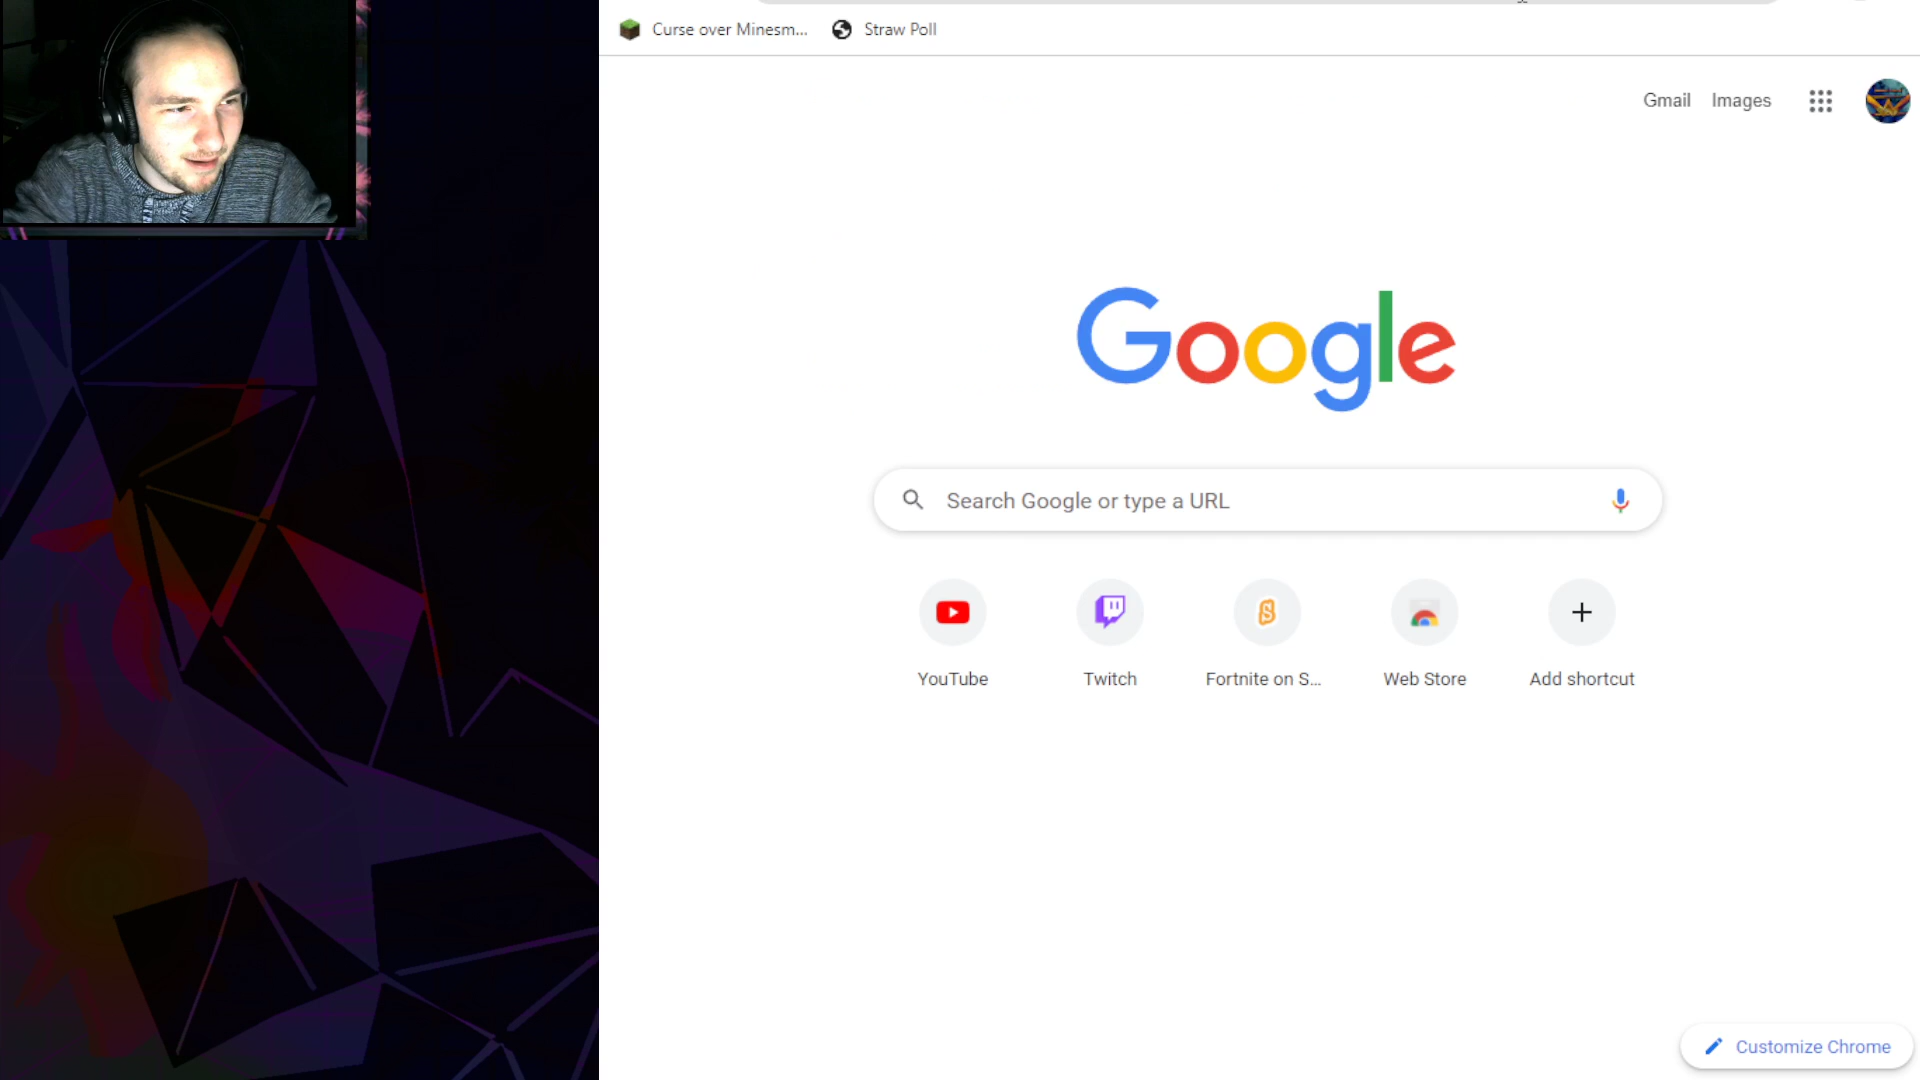 Curse over Minesm... Straw Poll
Gmail Images
Google
Search Google or type a URL
YouTube Twitch Fortnite on S... Web Store Add shortcut
Customize Chrome